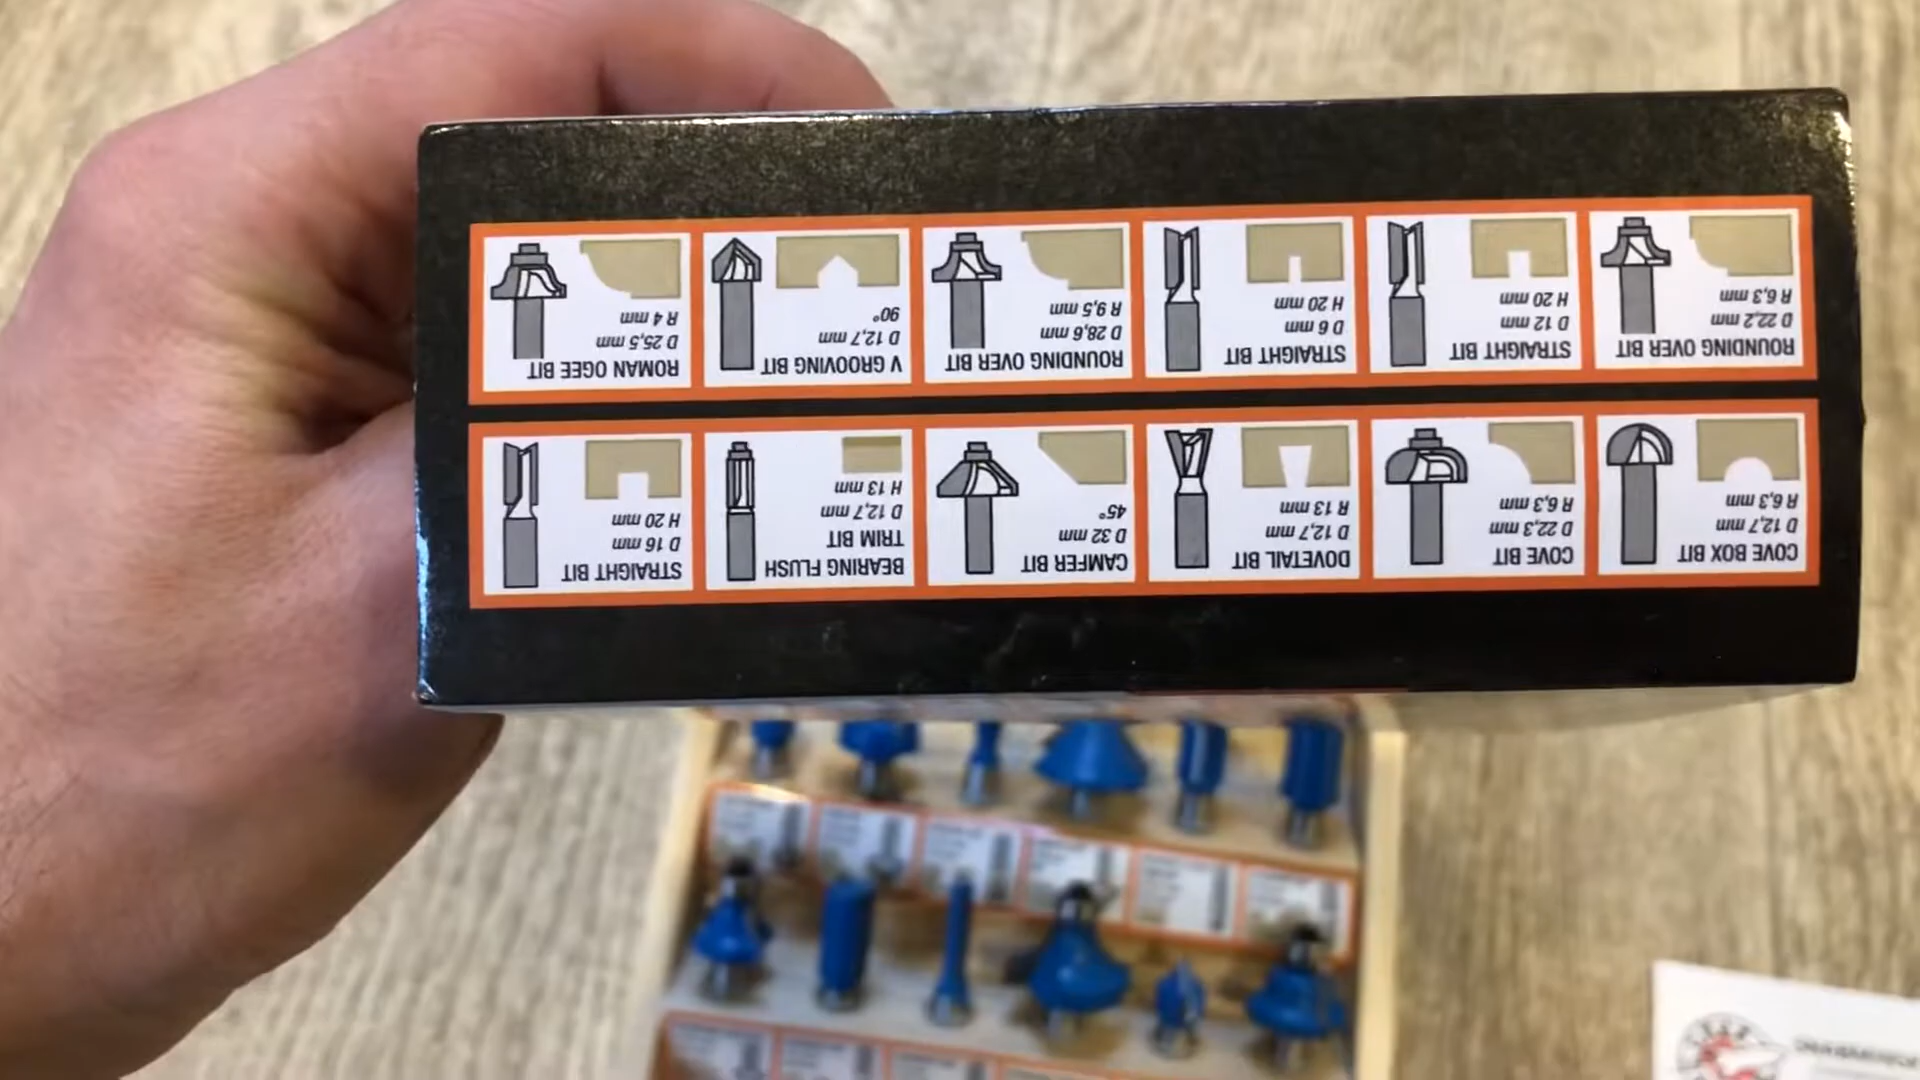 COVE BOX BIT
D 12,7 mm
R 6,3 mm
COVE BIT
D 22,3 mm
R 6,3 mm
DOVETAIL BIT
D 12,7 mm
R 13 mm
CAMFER BIT
D 32 mm
45°
BEARING FLUSH
TRIM BIT
D 12,7 mm
H 13 mm
STRAIGHT BIT
D 16 mm
H 20 mm
ROUNDING OVER BIT
D 22,2 mm
R 6,3 mm
STRAIGHT BIT
D 12 mm
H 20 mm
STRAIGHT BIT
D 6 mm
H 20 mm
ROUNDING OVER BIT
D 28,6 mm
R 9,5 mm
V GROOVING BIT
D 12,7 mm
90°
ROMAN OGEE BIT
D 25,5 mm
R 4 mm